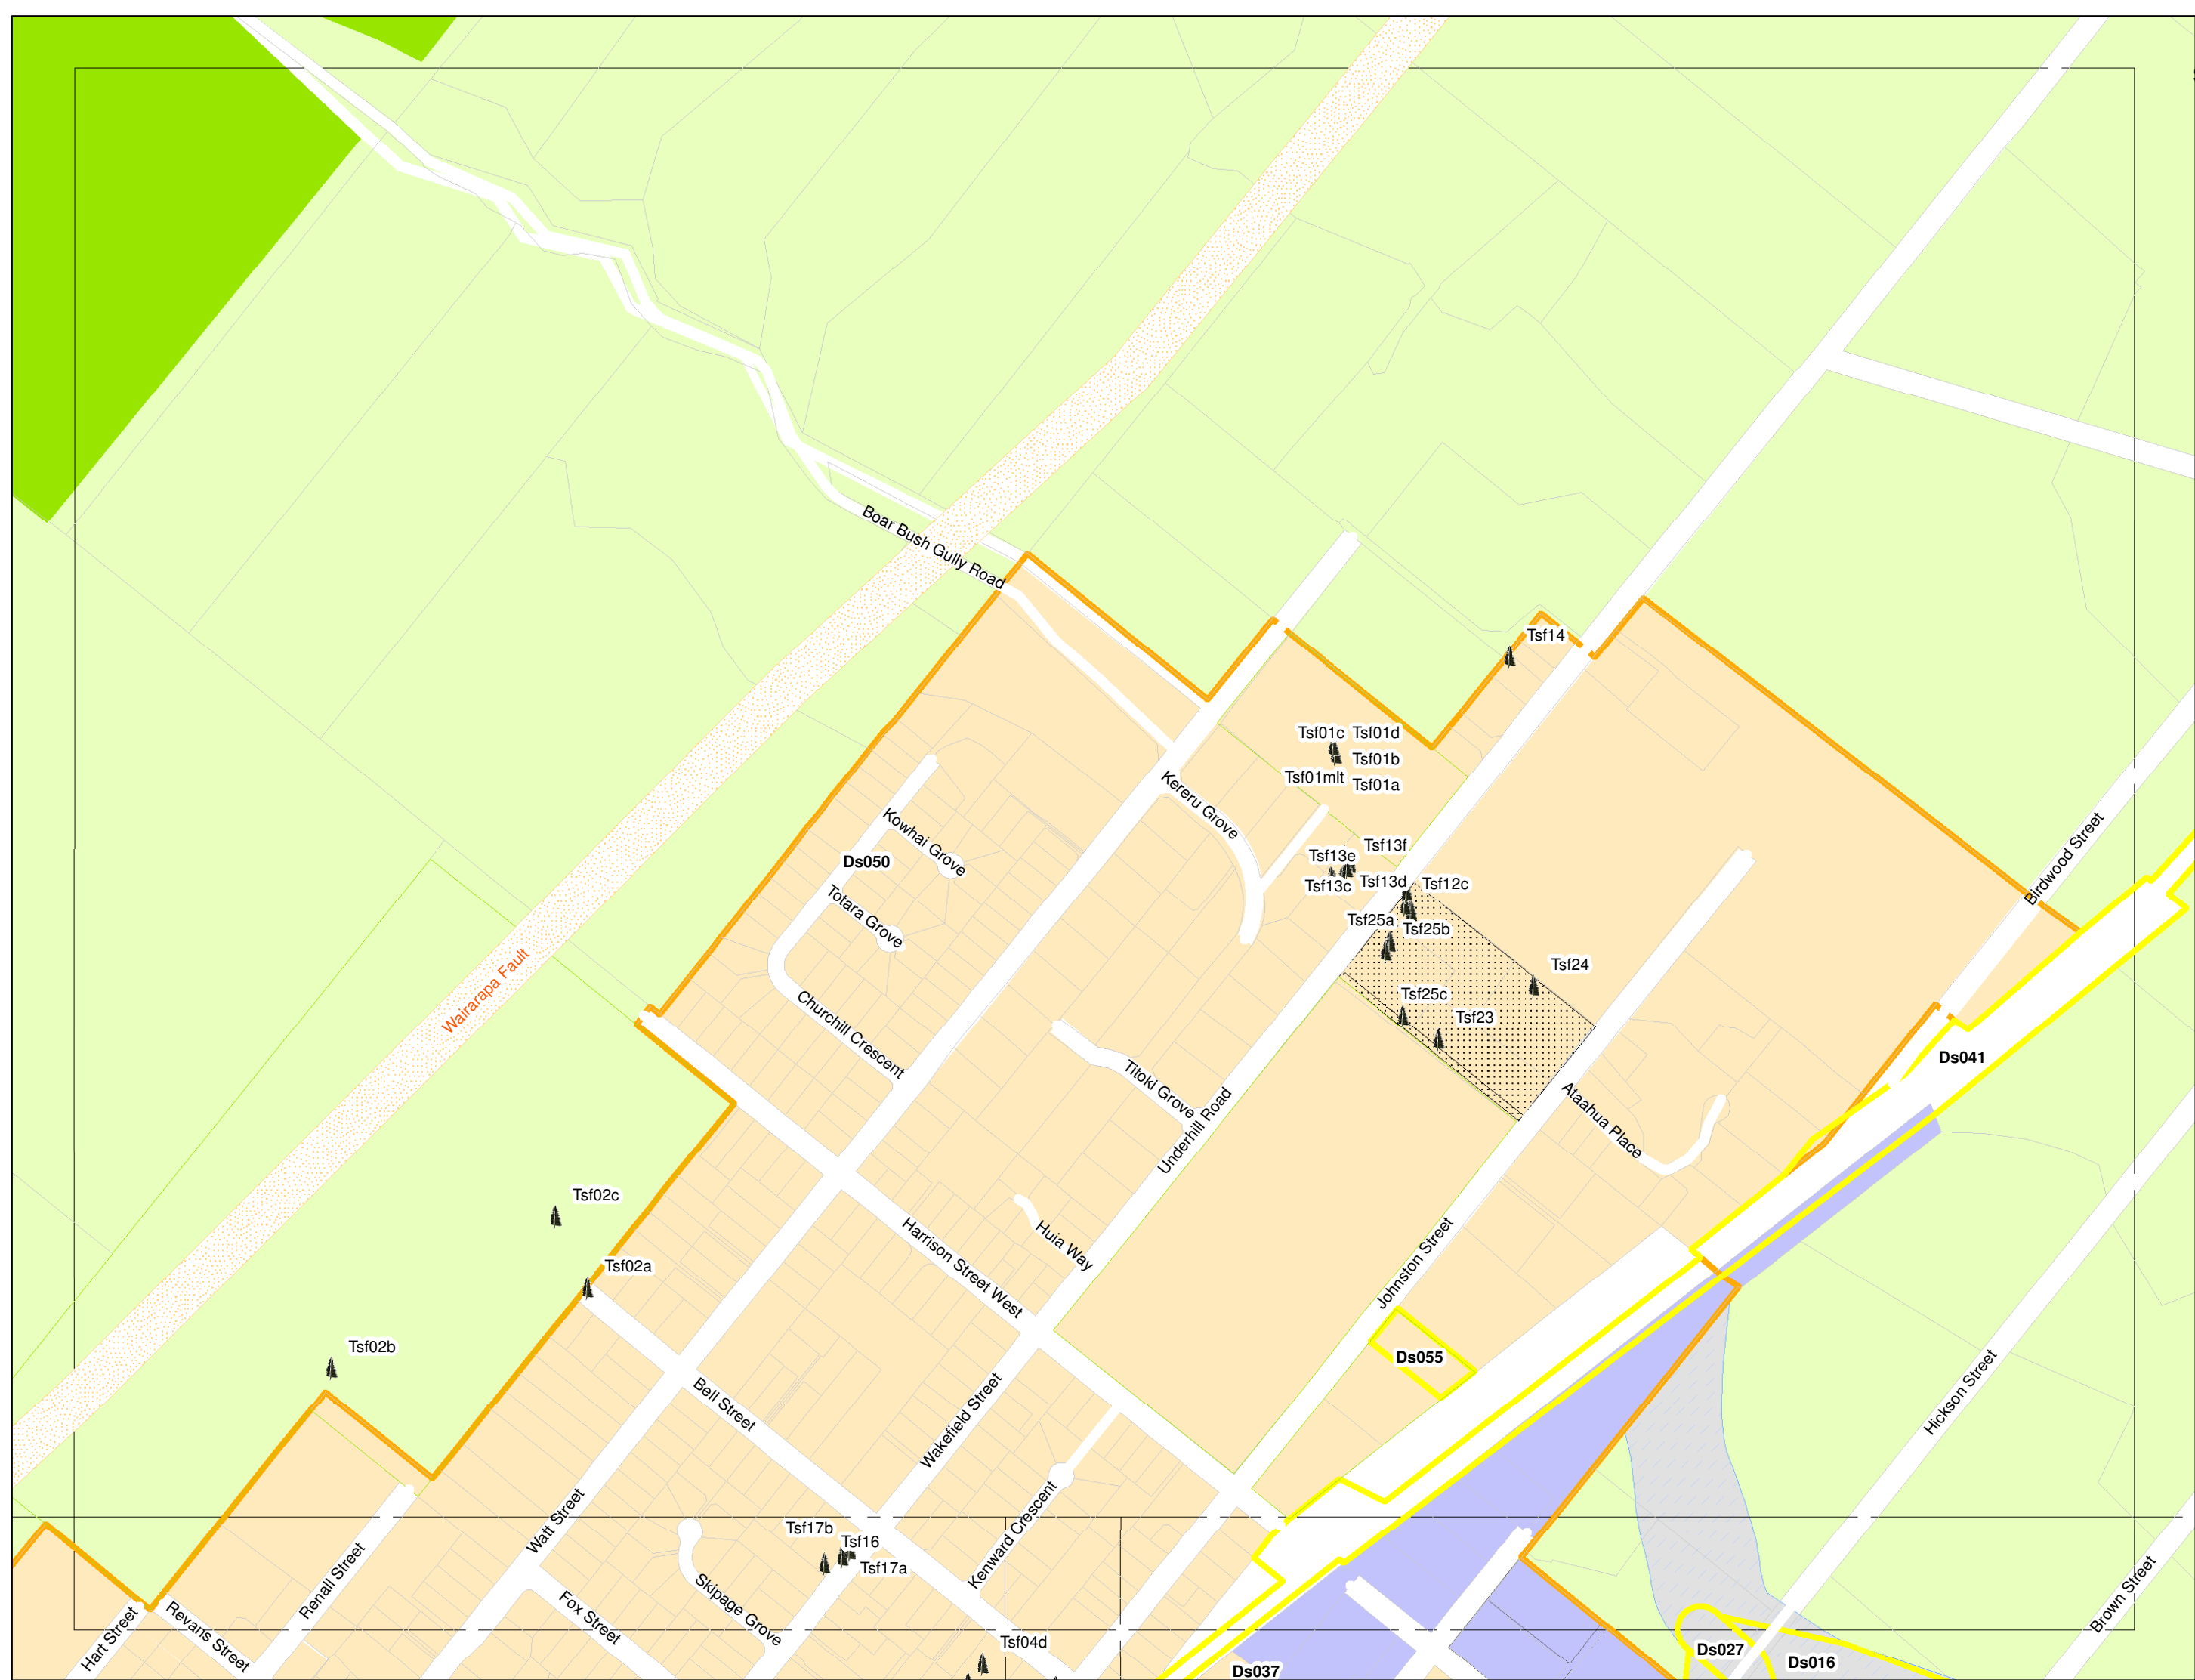 Boar Bush Gully Road
Tsf14
Tsf01c
Tsf01d
Tsf01b
Tsf01mlt
Tsf01a
Kereru Grove
Kowhai Grove
Ds050
Totara Grove
Birdwood Street
Tsf13f
Tsf13e
Tsf13c
Tsf13d
Tsf12c
Tsf25a
Tsf25b
Tsf24
Wairarapa Fault
Tsf25c
Tsf23
Churchill Crescent
Ds041
Titoki Grove
Underhill Road
Ataahua Place
Tsf02c
Huia Way
Harrison Street West
Tsf02a
Johnston Street
Tsf02b
Ds055
Bell Street
Wakefield Street
Hickson Street
Watt Street
Tsf17b
Tsf16
Tsf17a
Kenward Crescent
Renall Street
Skipage Grove
Fox Street
Hart Street
Revans Street
Tsf04d
Brown Street
Ds027
Ds016
Ds037